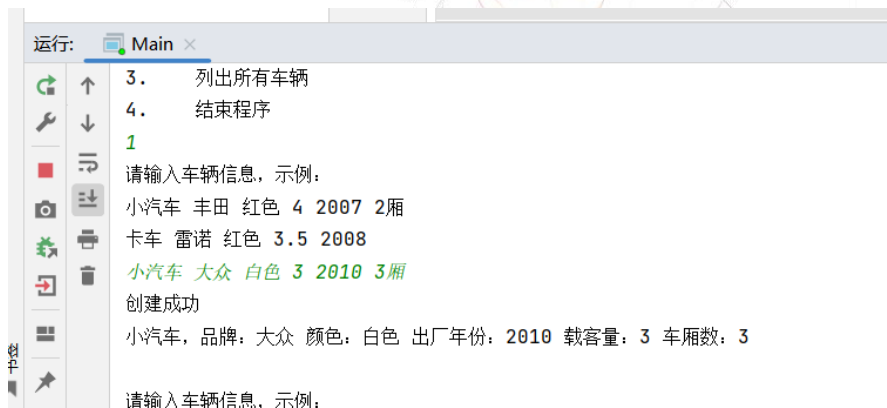 运行: Main
3. 列出所有车辆
4. 结束程序
1
请输入车辆信息，示例：
小汽车 丰田 红色 4 2007 2厢
卡车 雷诺 红色 3.5 2008
小汽车 大众 白色 3 2010 3厢
创建成功
小汽车，品牌：大众 颜色：白色 出厂年份：2010 载客量：3 车厢数：3
请输入车辆信息，示例：